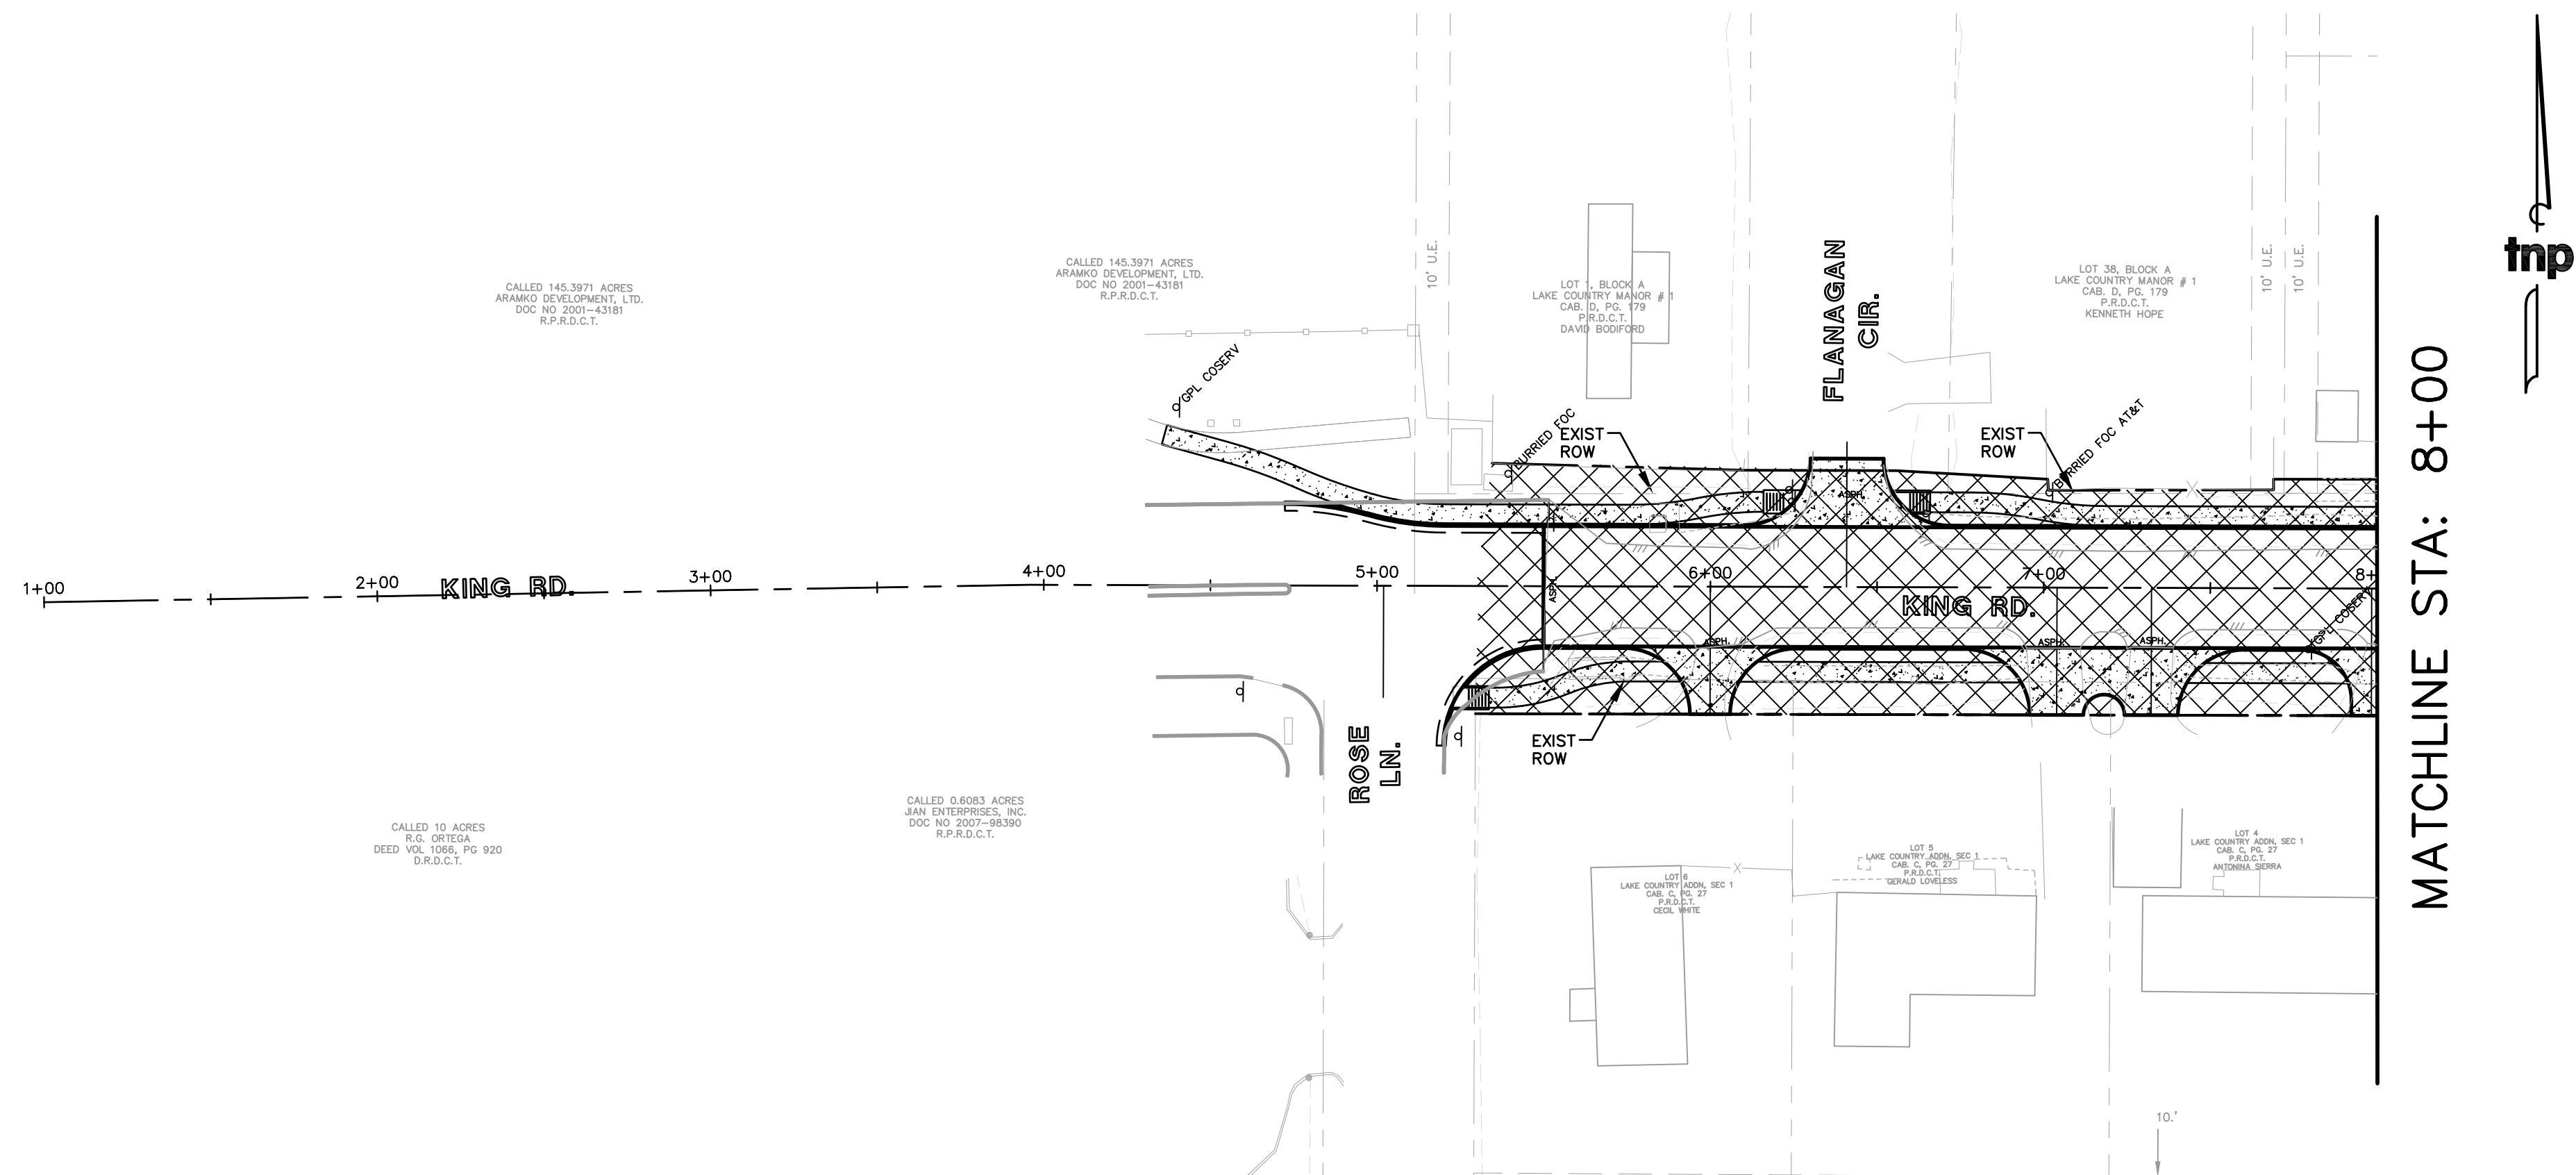 tnp
10' U.E.
10' U.E.
10' U.E.
CALLED 145.3971 ACRES
ARAMKO DEVELOPMENT, LTD.
DOC NO 2001-43181
R.P.R.D.C.T.
CALLED 145.3971 ACRES
ARAMKO DEVELOPMENT, LTD.
DOC NO 2001-43181
R.P.R.D.C.T.
LOT 1, BLOCK A
LAKE COUNTRY MANOR # 1
CAB. D, PG. 179
P.R.D.C.T.
DAVID BODIFORD
FLANAGAN
CIR.
LOT 38, BLOCK A
LAKE COUNTRY MANOR # 1
CAB. D, PG. 179
P.R.D.C.T.
KENNETH HOPE
GPL COSERV
BURRIED FOC
EXIST
ROW
EXIST
ROW
BURRIED FOC AT&T
MATCHLINE STA: 8+00
ASPH.
1+00
2+00
KING RD.
3+00
4+00
5+00
6+00
7+00
8+
ASPH.
KING RD.
GPL COSERV
ASPH.
ASPH.
ASPH.
ROSE
LN.
EXIST
ROW
CALLED 10 ACRES
R.G. ORTEGA
DEED VOL 1066, PG 920
D.R.D.C.T.
CALLED 0.6083 ACRES
JIAN ENTERPRISES, INC.
DOC NO 2007-98390
R.P.R.D.C.T.
LOT 6
LAKE COUNTRY ADDN, SEC 1
CAB. C, PG. 27
P.R.D.C.T.
CECIL WHITE
LOT 5
LAKE COUNTRY ADDN, SEC 1
CAB. C, PG. 27
P.R.D.C.T.
GERALD LOVELESS
LOT 4
LAKE COUNTRY ADDN, SEC 1
CAB. C, PG. 27
P.R.D.C.T.
ANTONINA SIERRA
10.'